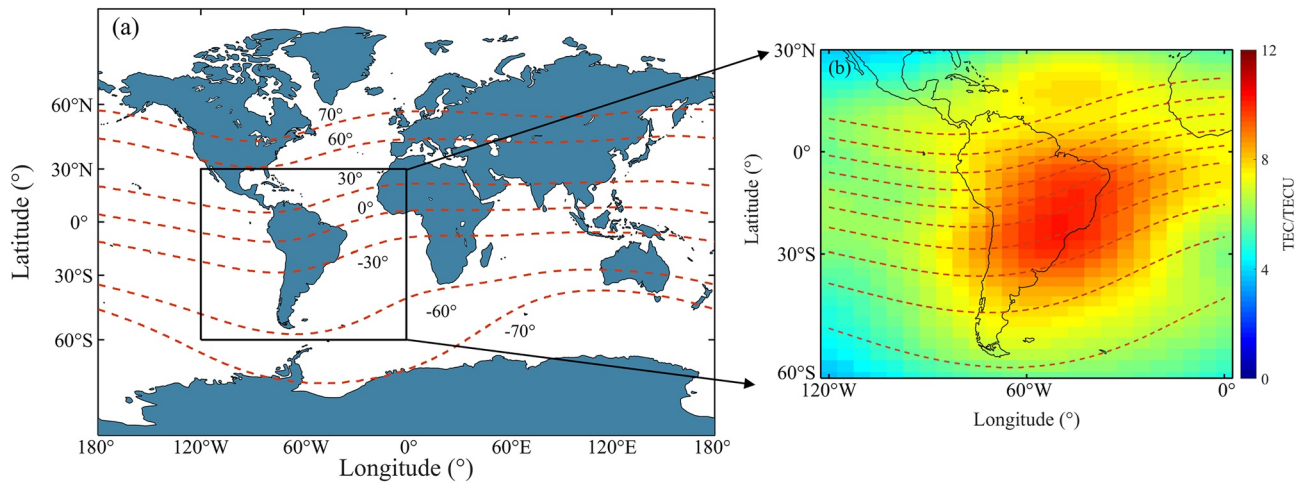 (a)
60°N
30°N
0°
30°S
60°S
Latitude (°)
70°
60°
30°
0°
-30°
-60°
-70°
180°
120°W
60°W
0°
60°E
120°E
180°
Longitude (°)
(b)
30°N
0°
30°S
60°S
Latitude (°)
120°W
60°W
0°
Longitude (°)
12
8
4
0
TEC/TECU